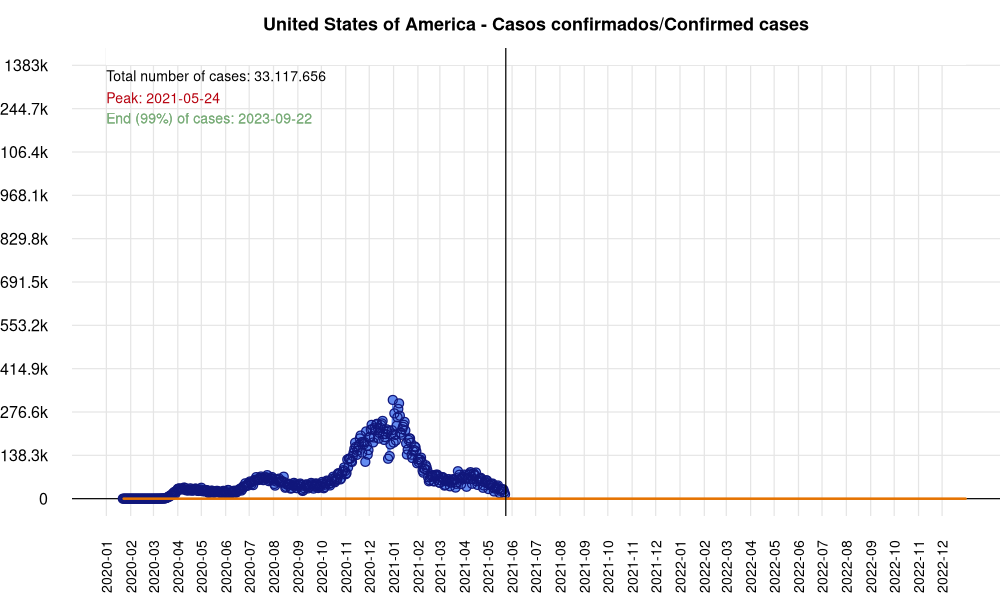 United States of America - Casos confirmados/Confirmed cases
Total number of cases: 33.117.656
Peak: 2021-05-24
End (99%) of cases: 2023-09-22
1383k
244.7k
106.4k
968.1k
829.8k
691.5k
553.2k
414.9k
276.6k
138.3k
0
2020-01
2020-02
2020-03
2020-04
2020-05
2020-06
2020-07
2020-08
2020-09
2020-10
2020-11
2020-12
2021-01
2021-02
2021-03
2021-04
2021-05
2021-06
2021-07
2021-08
2021-09
2021-10
2021-11
2021-12
2022-01
2022-02
2022-03
2022-04
2022-05
2022-06
2022-07
2022-08
2022-09
2022-10
2022-11
2022-12